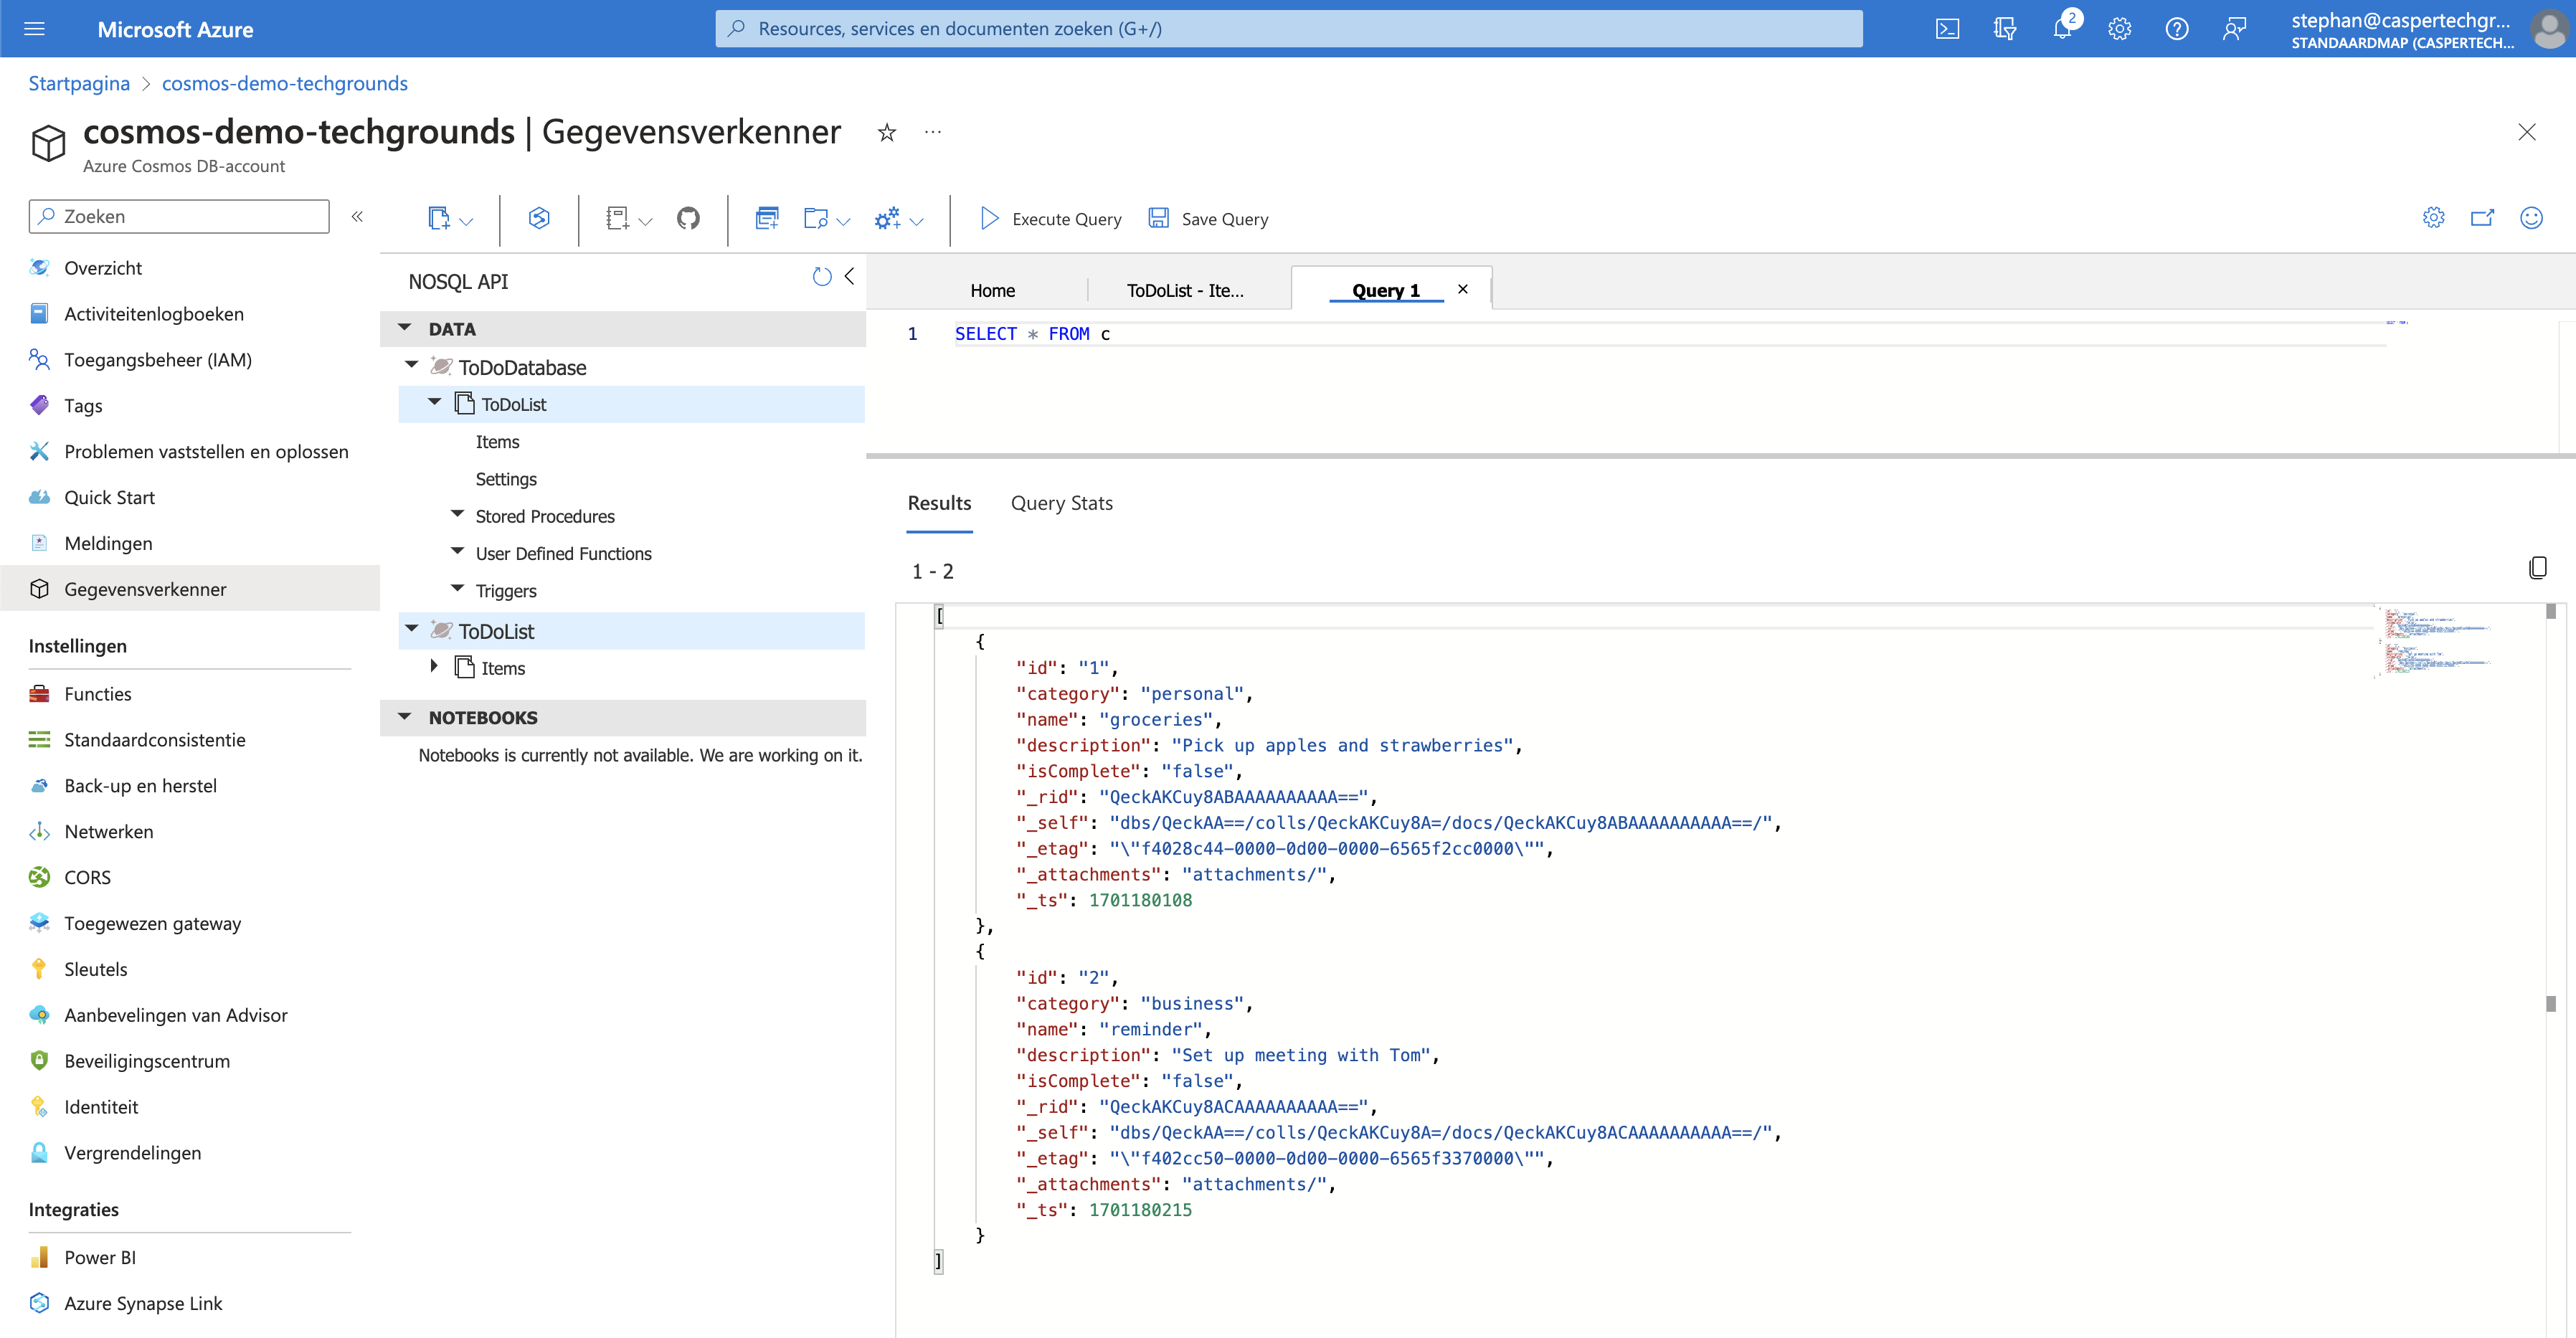 Microsoft Azure
Resources, services en documenten zoeken (G+/)
2
stephan@caspertechgr...
STANDAARDMAP (CASPERTECH...
Startpagina > cosmos-demo-techgrounds
cosmos-demo-techgrounds | Gegevensverkenner
Azure Cosmos DB-account
Zoeken
Overzicht
Activiteitenlogboeken
Toegangsbeheer (IAM)
Tags
Problemen vaststellen en oplossen
Quick Start
Meldingen
Gegevensverkenner
Instellingen
Functies
Standaardconsistentie
Back-up en herstel
Netwerken
CORS
Toegewezen gateway
Sleutels
Aanbevelingen van Advisor
Beveiligingscentrum
Identiteit
Vergrendelingen
Integraties
Power BI
Azure Synapse Link
Execute Query
Save Query
NOSQL API
DATA
ToDoDatabase
ToDoList
Items
Settings
Stored Procedures
User Defined Functions
Triggers
ToDoList
Items
NOTEBOOKS
Notebooks is currently not available. We are working on it.
Home
ToDoList - Ite...
Query 1
1 SELECT * FROM c
Results
Query Stats
1 - 2
[
{
"id": "1",
"category": "personal",
"name": "groceries",
"description": "Pick up apples and strawberries",
"isComplete": "false",
"_rid": "QeckAKCuy8ABAAAAAAAAAA==",
"_self": "dbs/QeckAA==/colls/QeckAKCuy8A=/docs/QeckAKCuy8ABAAAAAAAAAA==/",
"_etag": "\"f4028c44-0000-0d00-0000-6565f2cc0000\"",
"_attachments": "attachments/",
"_ts": 1701180108
},
{
"id": "2",
"category": "business",
"name": "reminder",
"description": "Set up meeting with Tom",
"isComplete": "false",
"_rid": "QeckAKCuy8ACAAAAAAAAAA==",
"_self": "dbs/QeckAA==/colls/QeckAKCuy8A=/docs/QeckAKCuy8ACAAAAAAAAAA==/",
"_etag": "\"f402cc50-0000-0d00-0000-6565f3370000\"",
"_attachments": "attachments/",
"_ts": 1701180215
}
]